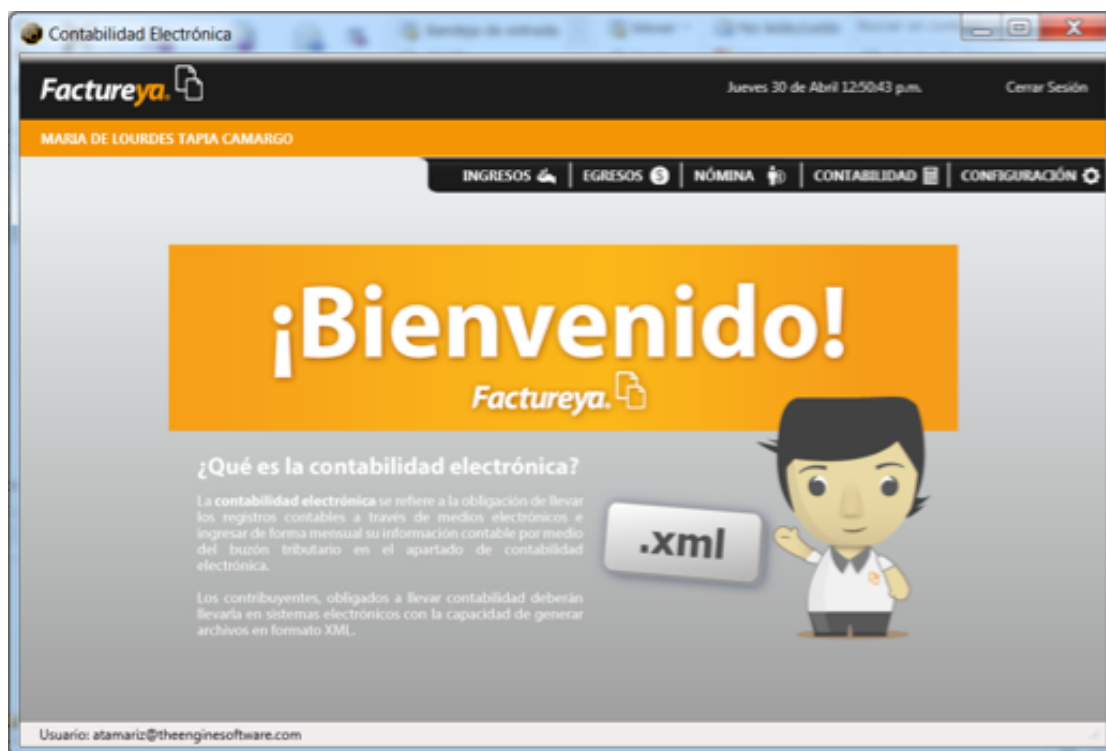 Contabilidad Electrónica
Bandeja de entrada
Factureya.
Jueves 30 de Abril 12:50:43 p.m.
Cerrar Sesión
MARIA DE LOURDES TAPIA CAMARGO
INGRESOS
EGRESOS
NÓMINA
CONTABILIDAD
CONFIGURACIÓN
¡Bienvenido!
Factureya.
¿Qué es la contabilidad electrónica?
La contabilidad electrónica se refiere a la obligación de llevar
los registros contables a través de medios electrónicos e
ingresar de forma mensual su información contable por medio
del buzón tributario en el apartado de contabilidad
electrónica.
Los contribuyentes, obligados a llevar contabilidad deberán
llevarla en sistemas electrónicos con la capacidad de generar
archivos en formato XML.
.xml
Usuario: atamariz@theenginesoftware.com